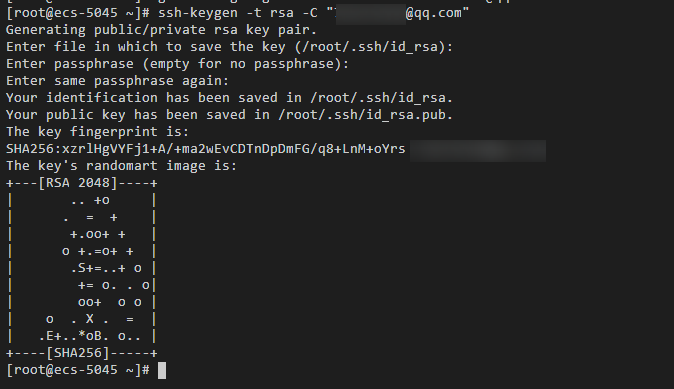 [root@ecs-5045 ~]# ssh-keygen -t rsa -C "@qq.com"
Generating public/private rsa key pair.
Enter file in which to save the key (/root/.ssh/id_rsa):
Enter passphrase (empty for no passphrase):
Enter same passphrase again:
Your identification has been saved in /root/.ssh/id_rsa.
Your public key has been saved in /root/.ssh/id_rsa.pub.
The key fingerprint is:
SHA256:xzrlHgVYFj1+A/+ma2wEvCDTnDpDmFG/q8+LnM+oYrs
The key's randomart image is:
+---[RSA 2048]----+
|       .. +o     |
|      .  =  +    |
|       +.oo+ +   |
|      o +.=o+ +  |
|       .S+=..+ o |
|        += o. . o|
|        oo+  o o |
|    o  . X .  =  |
|   .E+..*oB. o.. |
+----[SHA256]-----+
[root@ecs-5045 ~]#